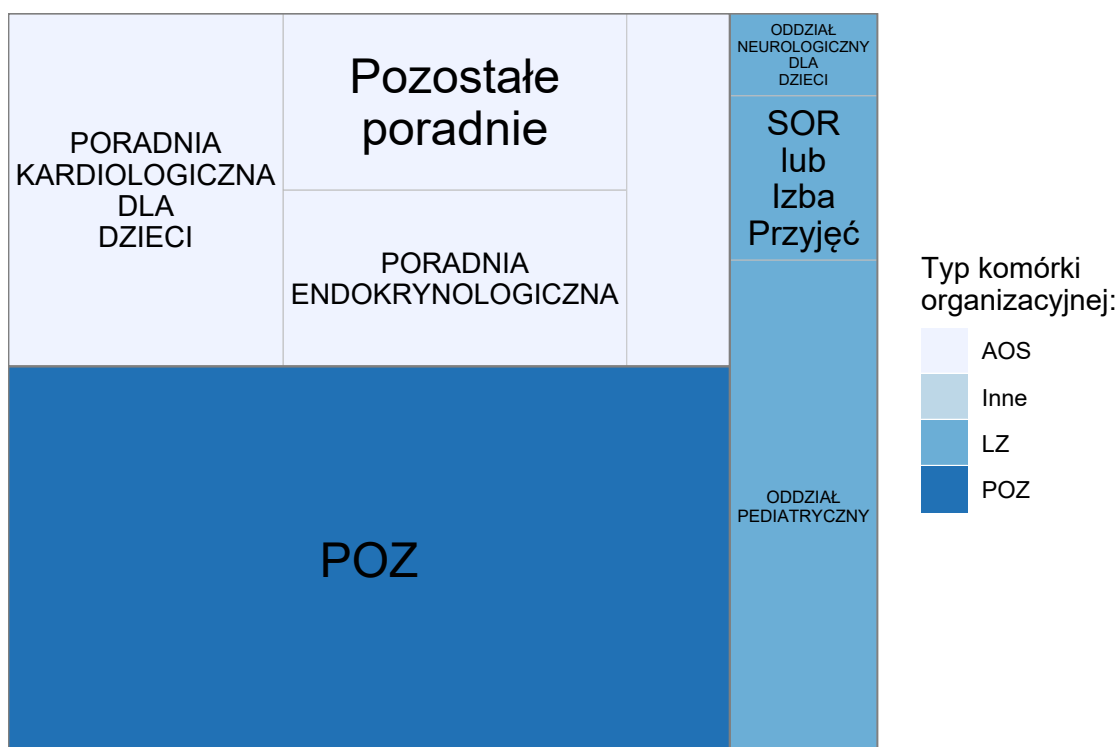 PORADNIA
KARDIOLOGICZNA
DLA
DZIECI
Pozostałe
poradnie
PORADNIA
ENDOKRYNOLOGICZNA
POZ
ODDZIAŁ
NEUROLOGICZNY
DLA
DZIECI
SOR
lub
Izba
Przyjęć
ODDZIAŁ
PEDIATRYCZNY
Typ komórki
organizacyjnej:
AOS
Inne
LZ
POZ